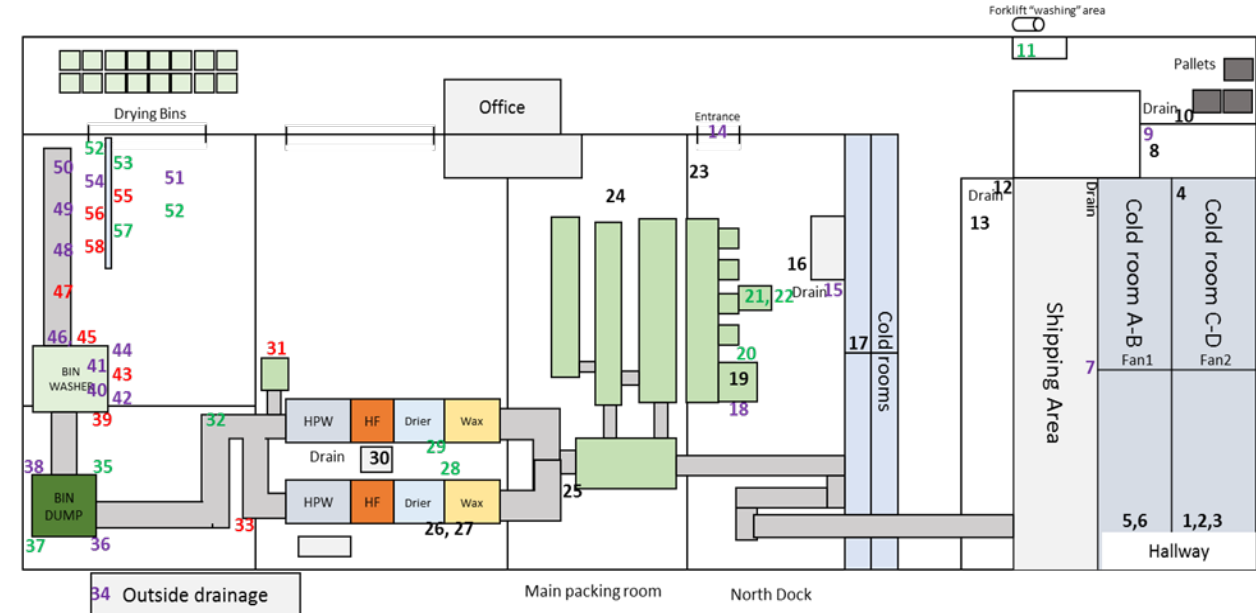 Forklift "washing" area
11
Pallets
Office
Drain
10
Drying Bins
Entrance
14
9
8
52
53
50
54
51
23
55
24
12
Drain
4
49
56
52
Drain
13
57
48
58
16
Cold room A-B
Cold room C-D
47
21, 22
Drain
15
Shipping Area
Cold rooms
46
45
17
44
31
20
41
BIN
WASHER
43
Fan1
Fan2
7
40
42
19
18
39
32
HPW
HF
Drier
Wax
29
Drain
30
28
38
35
25
BIN
DUMP
HPW
HF
Drier
Wax
33
26, 27
5,6
1,2,3
37
36
Hallway
34
Outside drainage
Main packing room
North Dock